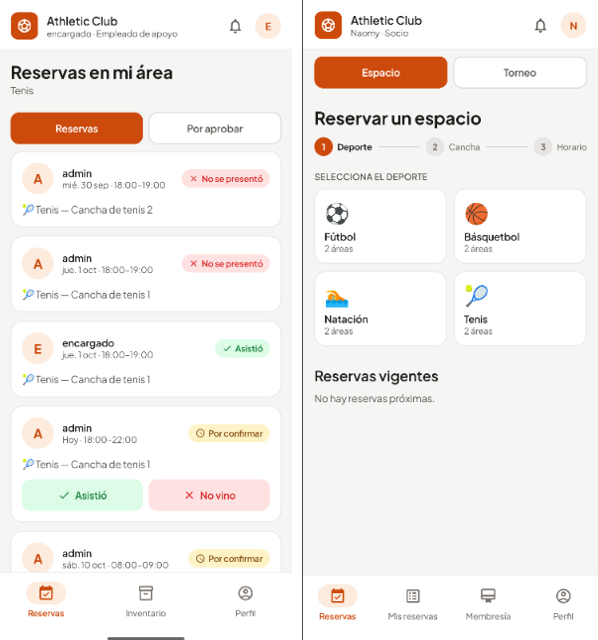 Athletic Club
encargado · Empleado de apoyo
E
Reservas en mi área
Tenis
Reservas
Por aprobar
A
admin
mié. 30 sep · 18:00–19:00
No se presentó
Tenis — Cancha de tenis 2
A
admin
jue. 1 oct · 18:00–19:00
No se presentó
Tenis — Cancha de tenis 1
E
encargado
jue. 1 oct · 18:00–19:00
Asistió
Tenis — Cancha de tenis 1
A
admin
Hoy · 18:00–22:00
Por confirmar
Tenis — Cancha de tenis 1
Asistió
No vino
A
admin
sáb. 10 oct · 08:00–09:00
Por confirmar
Reservas
Inventario
Perfil
Athletic Club
Naomy · Socio
N
Espacio
Torneo
Reservar un espacio
1 Deporte
2 Cancha
3 Horario
SELECCIONA EL DEPORTE
Fútbol
2 áreas
Básquetbol
2 áreas
Natación
2 áreas
Tenis
2 áreas
Reservas vigentes
No hay reservas próximas.
Reservas
Mis reservas
Membresía
Perfil